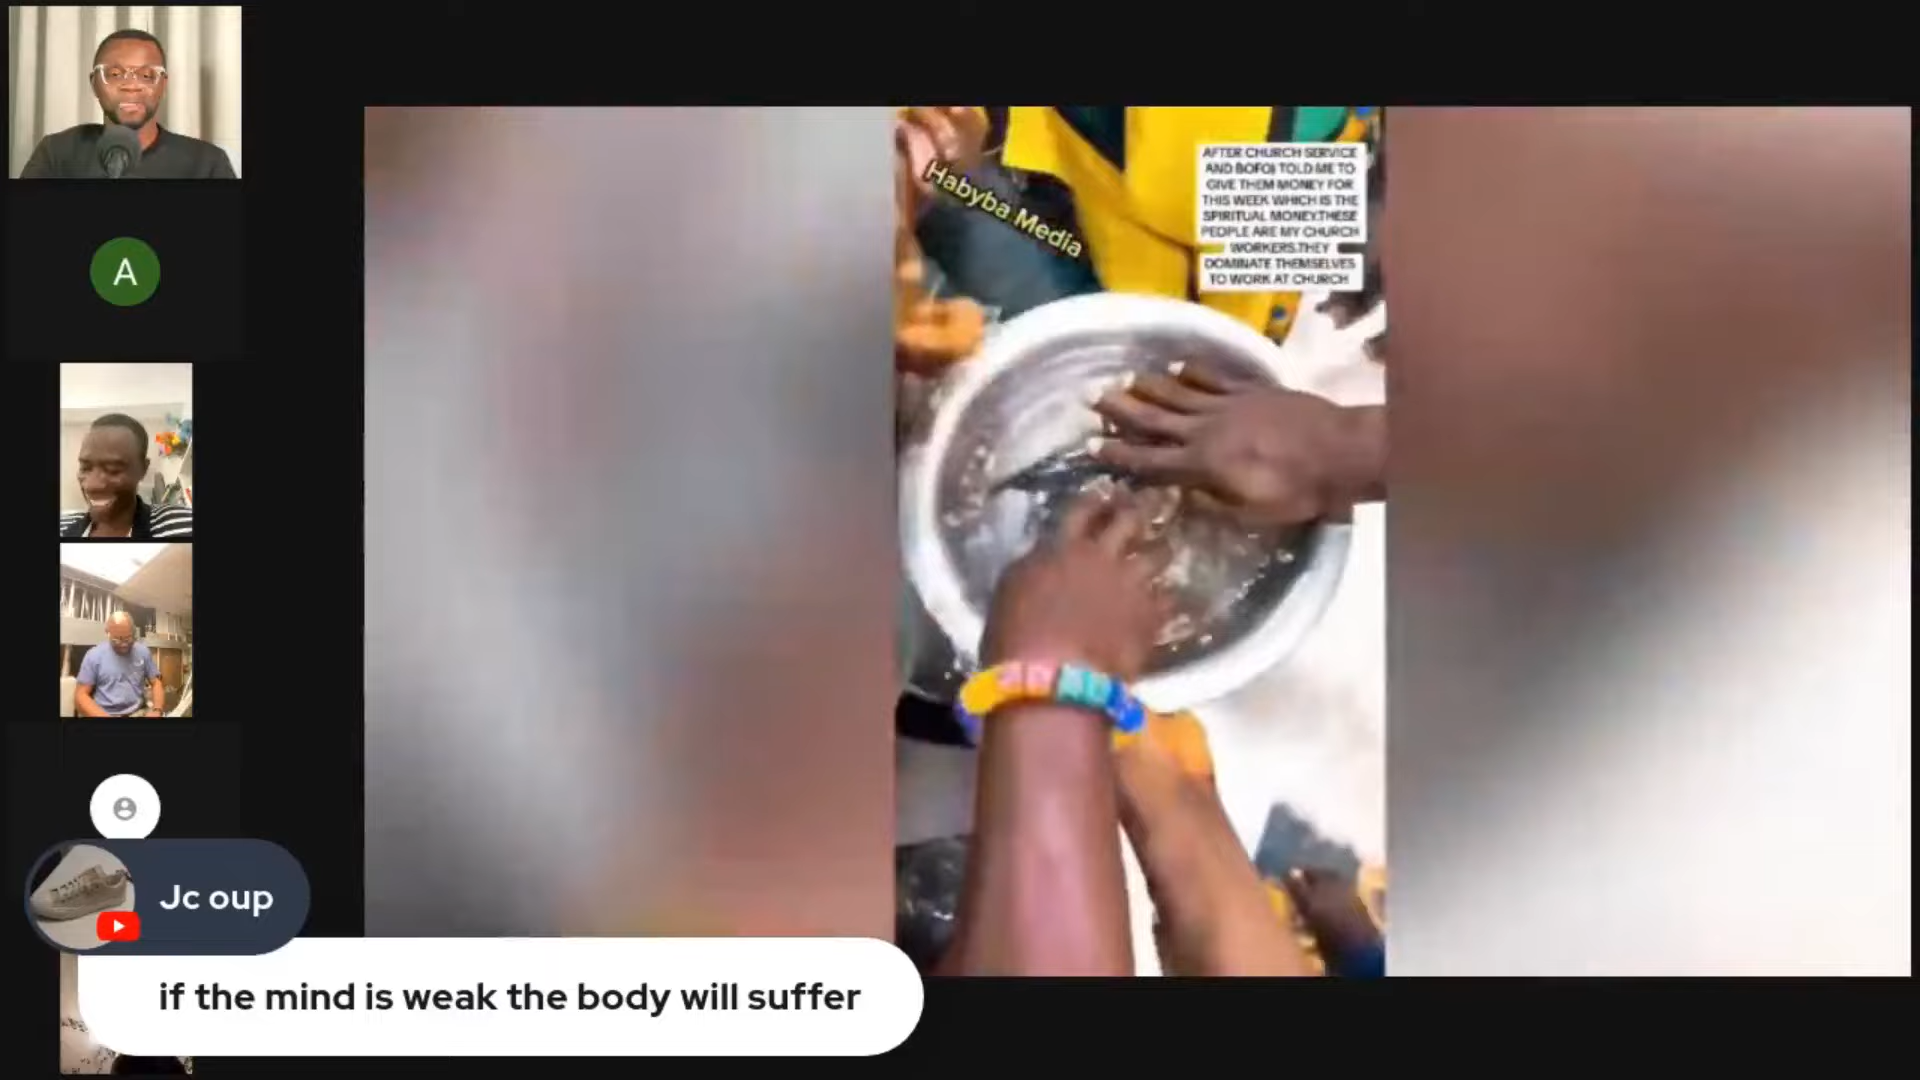 A
Habyba Media
AFTER CHURCH SERVICE
AND BOFOJ TOLD ME TO
GIVE THEM MONEY FOR
THIS WEEK WHICH IS THE
SPIRITUAL MONEY.THESE
PEOPLE ARE MY CHURCH
WORKERS.THEY
DOMINATE THEMSELVES
TO WORK AT CHURCH
Jc oup
if the mind is weak the body will suffer